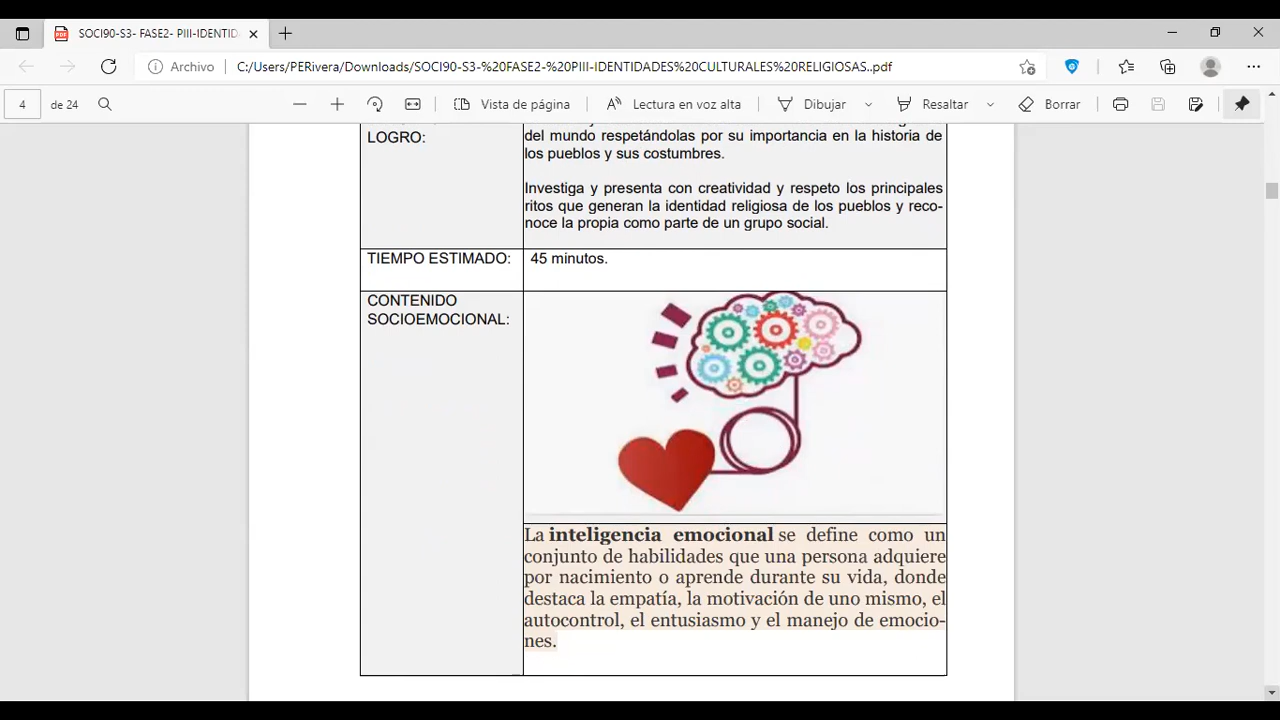 SOCI90-S3- FASE2- PIII-IDENTID
Archivo
C:/Users/PERivera/Downloads/SOCI90-S3-%20FASE2-%20PIII-IDENTIDADES%20CULTURALES%20RELIGIOSAS..pdf
4
de 24
Vista de página
Lectura en voz alta
Dibujar
Resaltar
Borrar
LOGRO:
del mundo respetándolas por su importancia en la historia de
los pueblos y sus costumbres.
Investiga y presenta con creatividad y respeto los principales
ritos que generan la identidad religiosa de los pueblos y reco-
noce la propia como parte de un grupo social.
TIEMPO ESTIMADO:
45 minutos.
CONTENIDO
SOCIOEMOCIONAL:
La inteligencia emocional se define como un
conjunto de habilidades que una persona adquiere
por nacimiento o aprende durante su vida, donde
destaca la empatía, la motivación de uno mismo, el
autocontrol, el entusiasmo y el manejo de emocio-
nes.